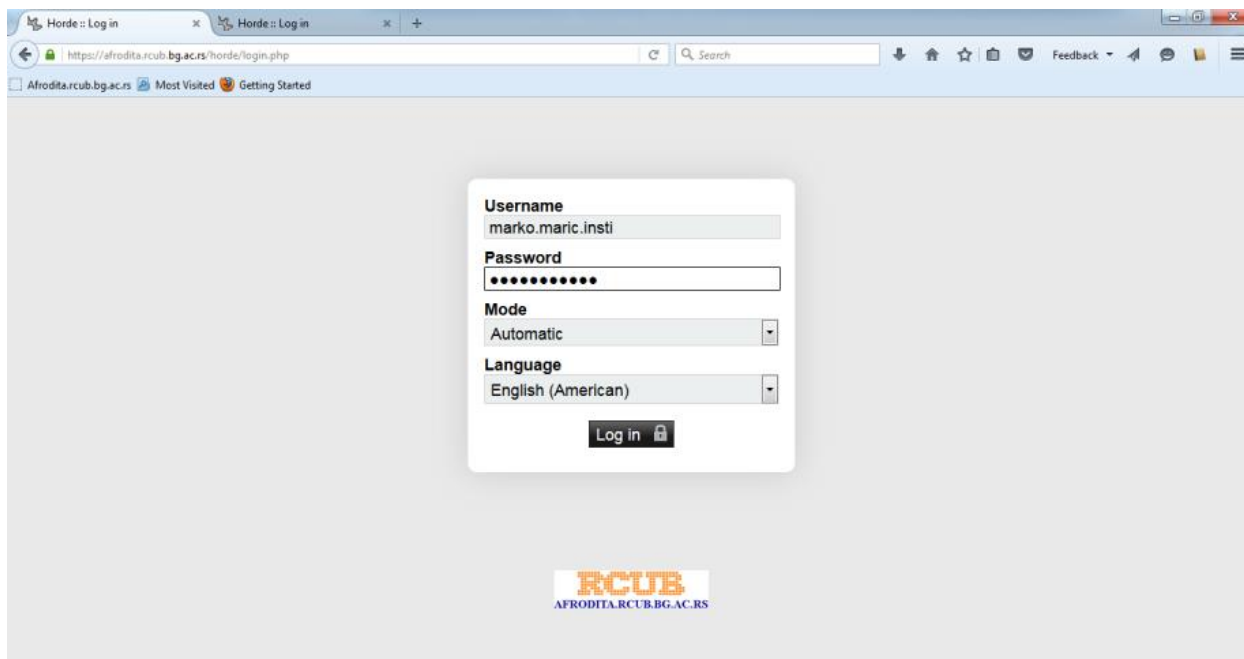 Horde :: Log in
Horde :: Log in
https://afrodita.rcub.bg.ac.rs/horde/login.php
Search
Feedback
Afrodita.rcub.bg.ac.rs Most Visited Getting Started
Username
marko.maric.insti
Password
●●●●●●●●●●●
Mode
Automatic
Language
English (American)
Log in
RCUB
AFRODITA.RCUB.BG.AC.RS